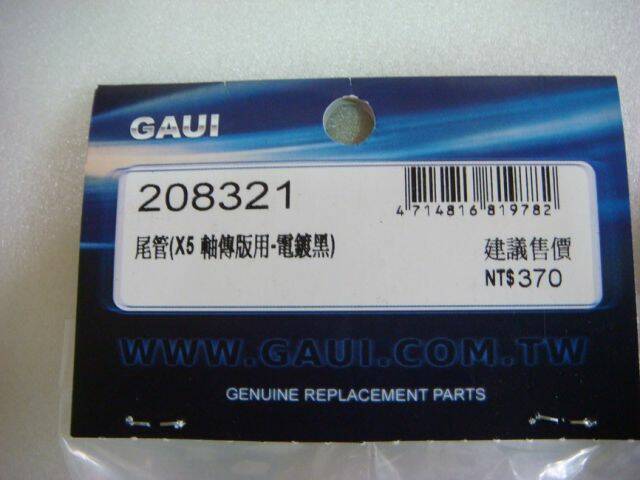 GAUI
208321
4714816819782
尾管(X5 軸傳版用-電鍍黑)
建議售價
NT$370
WWW.GAUI.COM.TW
GENUINE REPLACEMENT PARTS